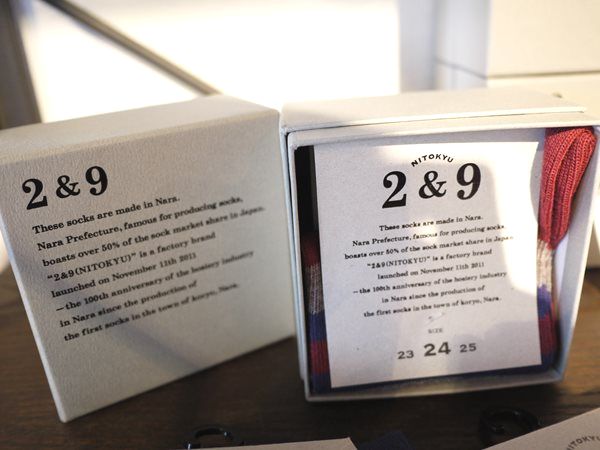 2&9
These socks are made in Nara.
Nara Prefecture, famous for producing socks,
boasts over 50% of the sock market share in Japan.
"2&9(NITOKYU)" is a factory brand
launched on November 11th 2011
—the 100th anniversary of the hosiery industry
in Nara since the production of
the first socks in the town of koryo, Nara.
NITOKYU
2&9
These socks are made in Nara.
Nara Prefecture, famous for producing socks,
boasts over 50% of the sock market share in Japan
"2&9(NITOKYU)" is a factory brand
launched on November 11th 2011
—the 100th anniversary of the hosiery industry
in Nara since the production of
the first socks in the town of koryo, Nara.
SIZE
23 24 25
NITOKYU